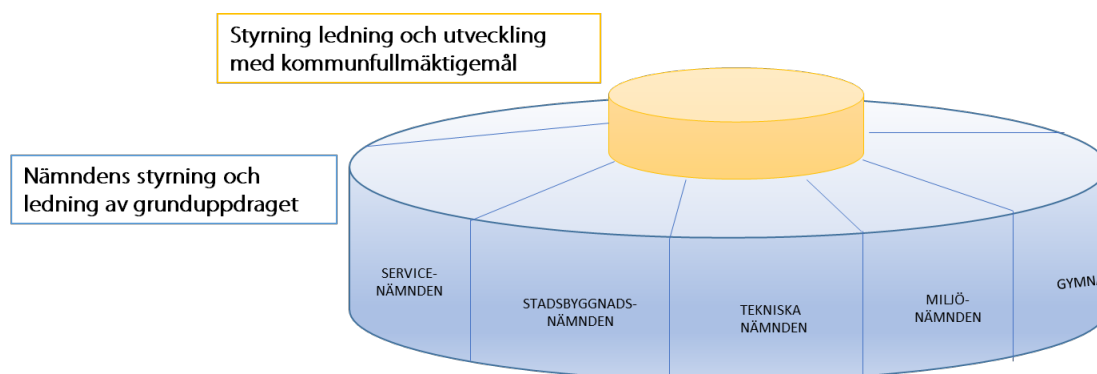 Styrning ledning och utveckling
med kommunfullmäktigemål
Nämndens styrning och
ledning av grunduppdraget
SERVICE-
NÄMNDEN
STADSBYGGNADS-
NÄMNDEN
TEKNISKA
NÄMNDEN
MILJÖ-
NÄMNDEN